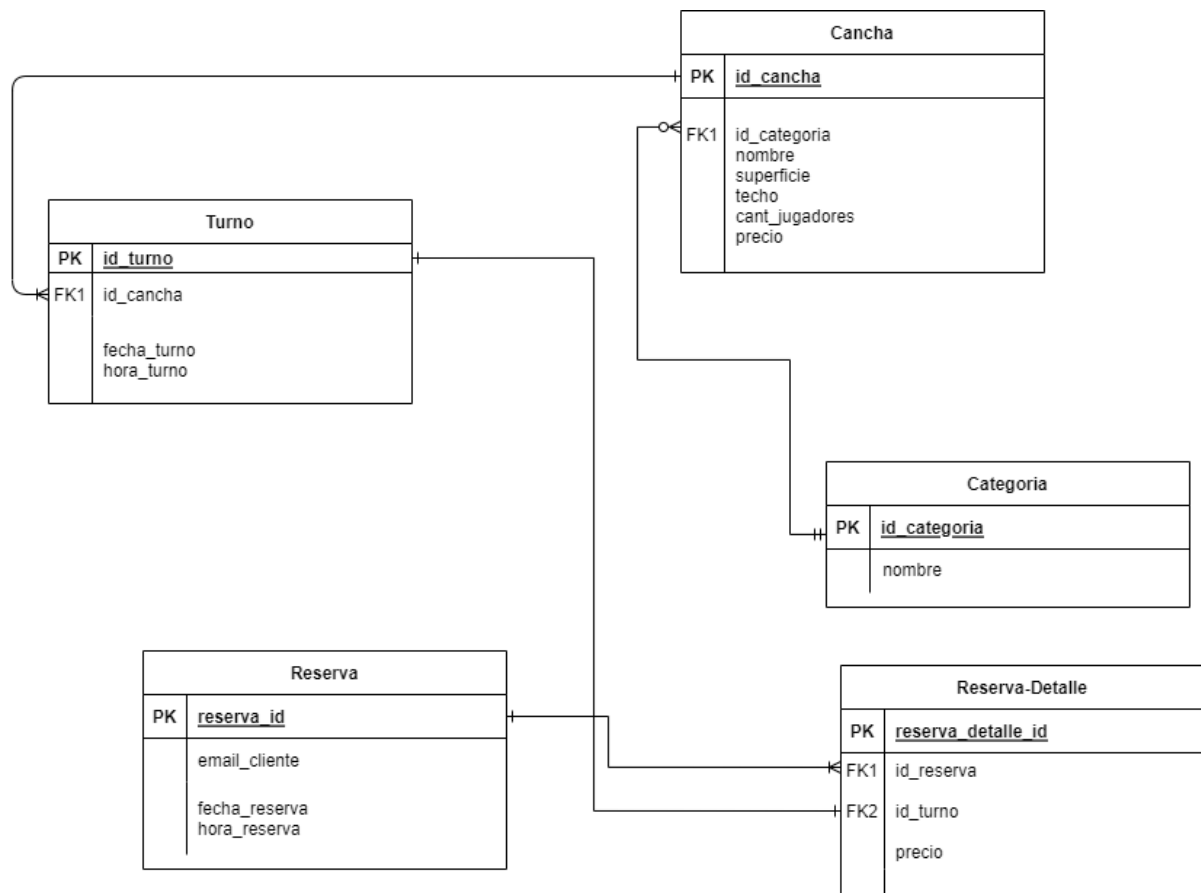 Cancha
PK id_cancha
FK1 id_categoria
nombre
superficie
techo
cant_jugadores
precio
Turno
PK id_turno
FK1 id_cancha
fecha_turno
hora_turno
Categoria
PK id_categoria
nombre
Reserva
PK reserva_id
email_cliente
fecha_reserva
hora_reserva
Reserva-Detalle
PK reserva_detalle_id
FK1 id_reserva
FK2 id_turno
precio